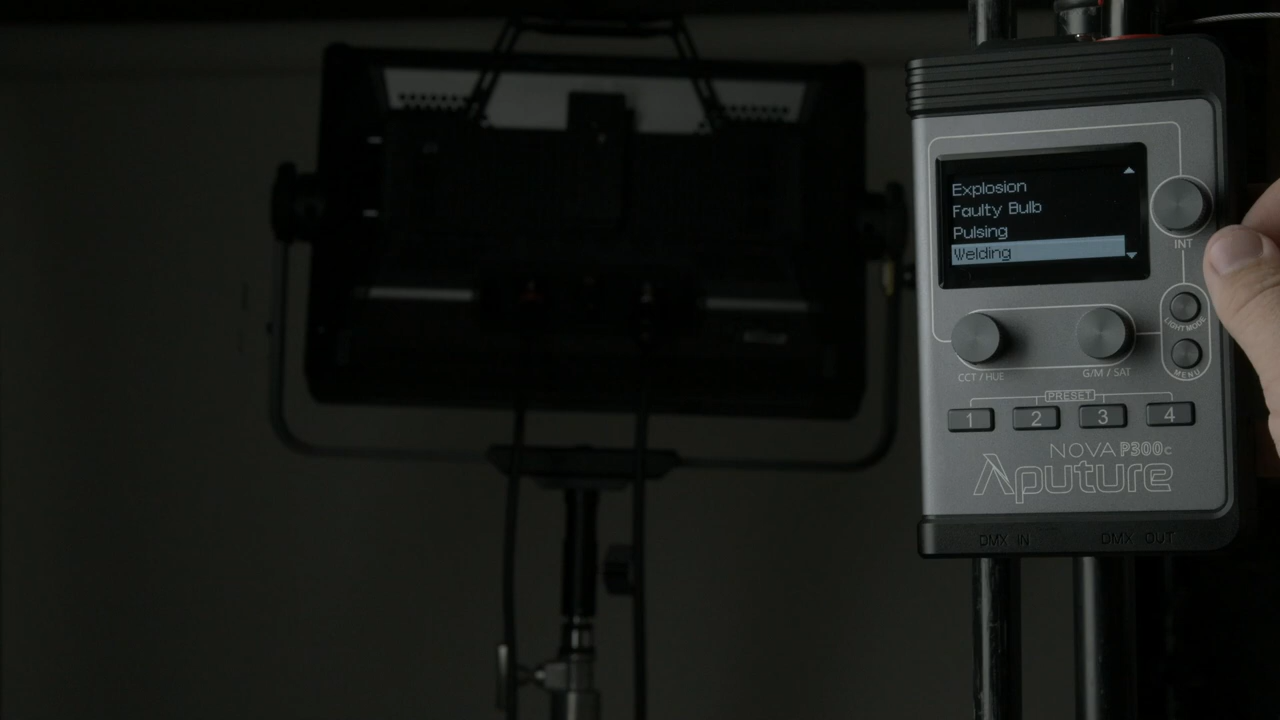 Explosion
Faulty Bulb
Pulsing
Welding
INT
LIGHT MODE
MENU
CCT / HUE
G/M / SAT
PRESET
1 2 3 4
NOVA P300c
Aputure
DMX IN DMX OUT